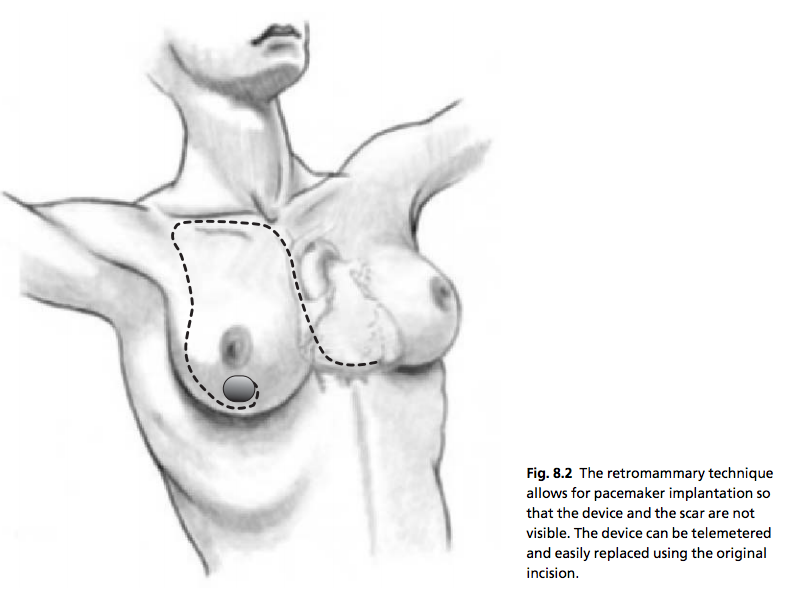 Fig. 8.2 The retromammary technique
allows for pacemaker implantation so
that the device and the scar are not
visible. The device can be telemetered
and easily replaced using the original
incision.